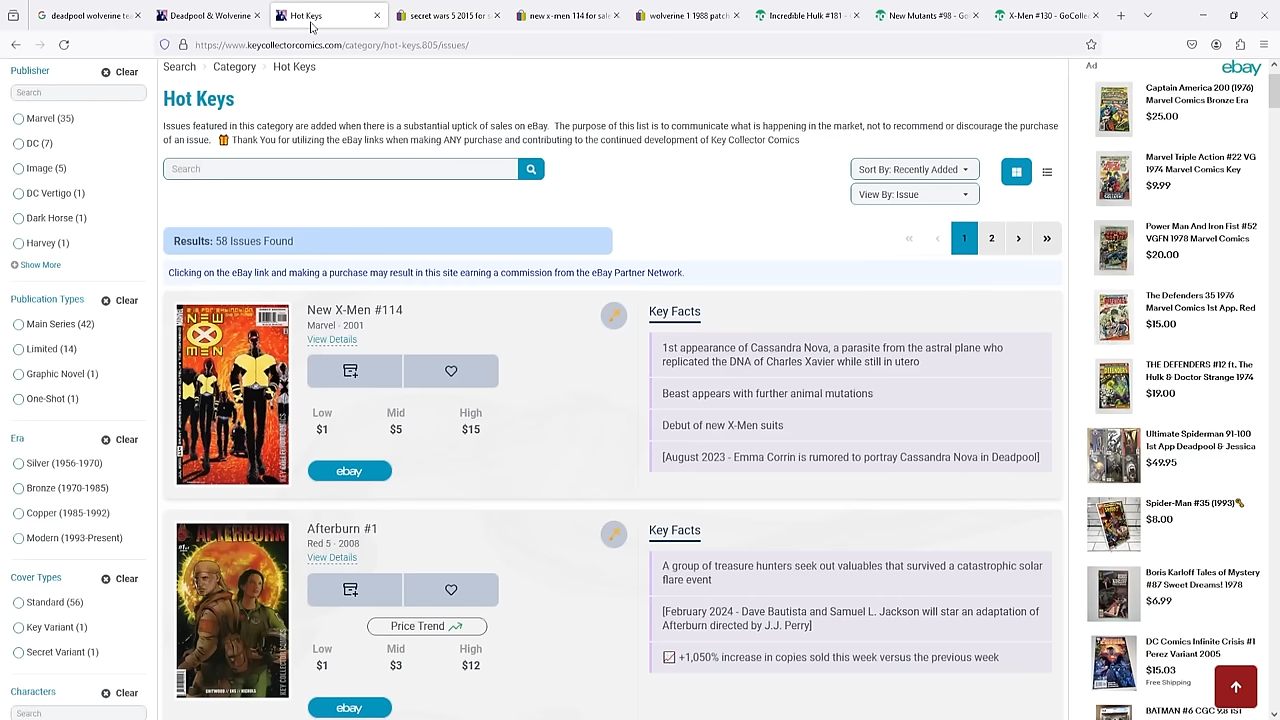 deadpool wolverine te
Deadpool & Wolverine
Hot Keys
secret wars 5 2015 for s
new x-men 114 for sale
wolverine 1 19
Incredible Hulk #181 -
New Mutants #98 - Go
X-Men #130 - GoCollec
https://www.keycollectorcomics.com/category/hot-keys.805/issues/
Publisher
Clear
Search
Marvel (35)
DC (7)
Image (5)
DC Vertigo (1)
Dark Horse (1)
Harvey (1)
Show More
Publication Types
Clear
Main Series (42)
Limited (14)
Graphic Novel (1)
One-Shot (1)
Era
Clear
Silver (1956-1970)
Bronze (1970-1985)
Copper (1985-1992)
Modern (1993-Present)
Cover Types
Clear
Standard (56)
Key Variant (1)
Secret Variant (1)
Characters
Clear
Search
Search > Category > Hot Keys
Hot Keys
Issues featured in this category are added when there is an substantial uptick of sales on eBay. The purpose of this list is to communicate what is happening in the market, not to recommend or discourage the purchase
of an issue. Thank You for utilizing the eBay links when making ANY purchase and contributing to the continued development of Key Collector Comics
Search
Sort By: Recently Added
View By: Issue
Results: 58 Issues Found
1 2 › »
Clicking on the eBay link and making a purchase may result in this site earning a commission from the eBay Partner Network.
NEW X MEN
New X-Men #114
Marvel - 2001
View Details
Low Mid High
$1 $5 $15
ebay
Key Facts
1st appearance of Cassandra Nova, parasite from the astral plane who
copied the DNA of Charles Xavier while still in utero
Beast appears with further animal mutations
Debut of new X-Men suits
[August 2023 - Emma Corrin is rumored to portray Cassandra Nova in Deadpool]
AFTERBURN
Afterburn #1
Red 5 - 2008
View Details
Price Trend
Low Mid High
$1 $3 $12
ebay
Key Facts
A group of treasure hunters seek out valuables that survived a catastrophic solar
flare event
[February 2024 - Dave Bautista and Samuel L. Jackson will star an adaptation of
Afterburn directed by J.J. Perry]
+1,050% increase in copies sold this week versus the previous week
Ad
ebay
Captain America 200 (1976)
Marvel Comics Bronze Era
$25.00
Marvel Triple Action #22 VG
1974 Marvel Comics Key
$9.99
Power Man And Iron Fist #52
VGFN 1978 Marvel Comics
$20.00
The Defenders 35 1976
Marvel Comics 1st App. Red
$15.00
THE DEFENDERS #12 ft. The
Hulk & Doctor Strange 1974
$19.00
Ultimate Spiderman 91-100
1st App Deadpool & Jessica
$49.95
Spider-Man #35 (1993)
$8.00
Boris Karloff Tales of Mystery
#87 Sweet Dreams! 1978
$6.99
DC Comics Infinite Crisis #1
Perez Variant 2005
$15.03
Free Shipping
BATMAN #6 CGC 9.8 1ST